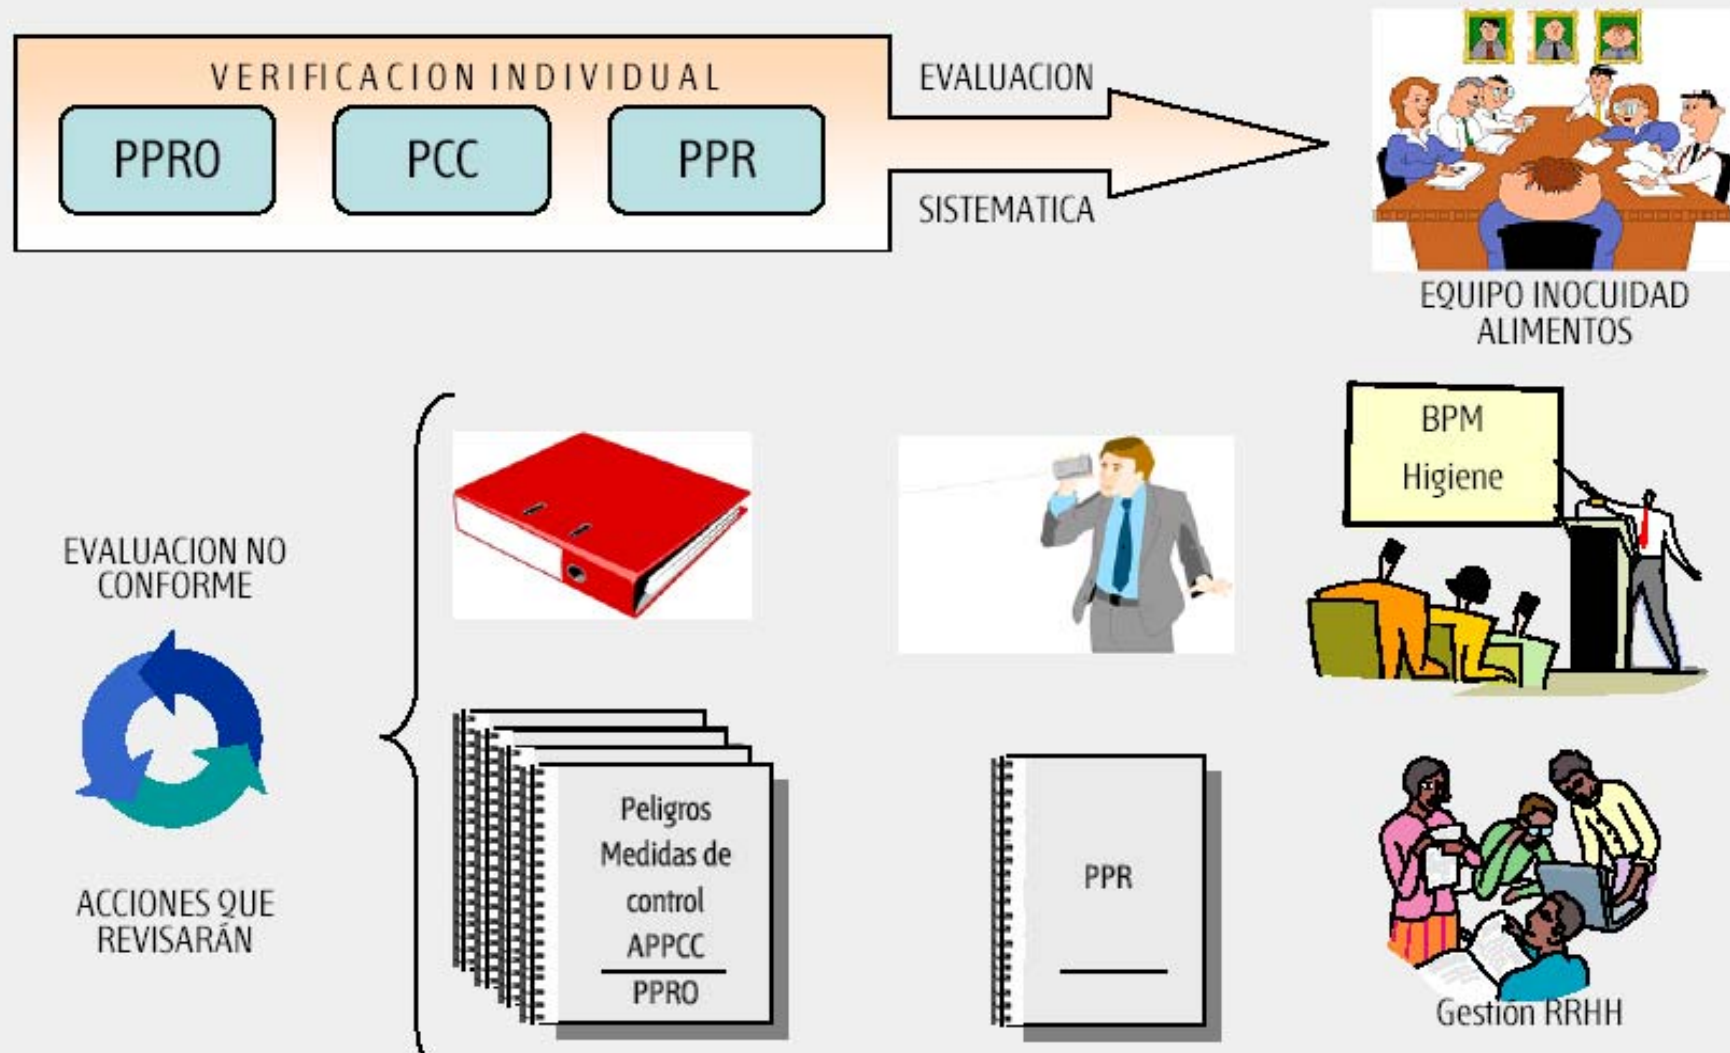 VERIFICACION INDIVIDUAL
PPRO
PCC
PPR
EVALUACION
SISTEMATICA
EQUIPO INOCUIDAD
ALIMENTOS
EVALUACION NO
CONFORME
ACCIONES QUE
REVISARÁN
BPM
Higiene
Peligros
Medidas de
control
APPCC
PPRO
PPR
Gestión RRHH